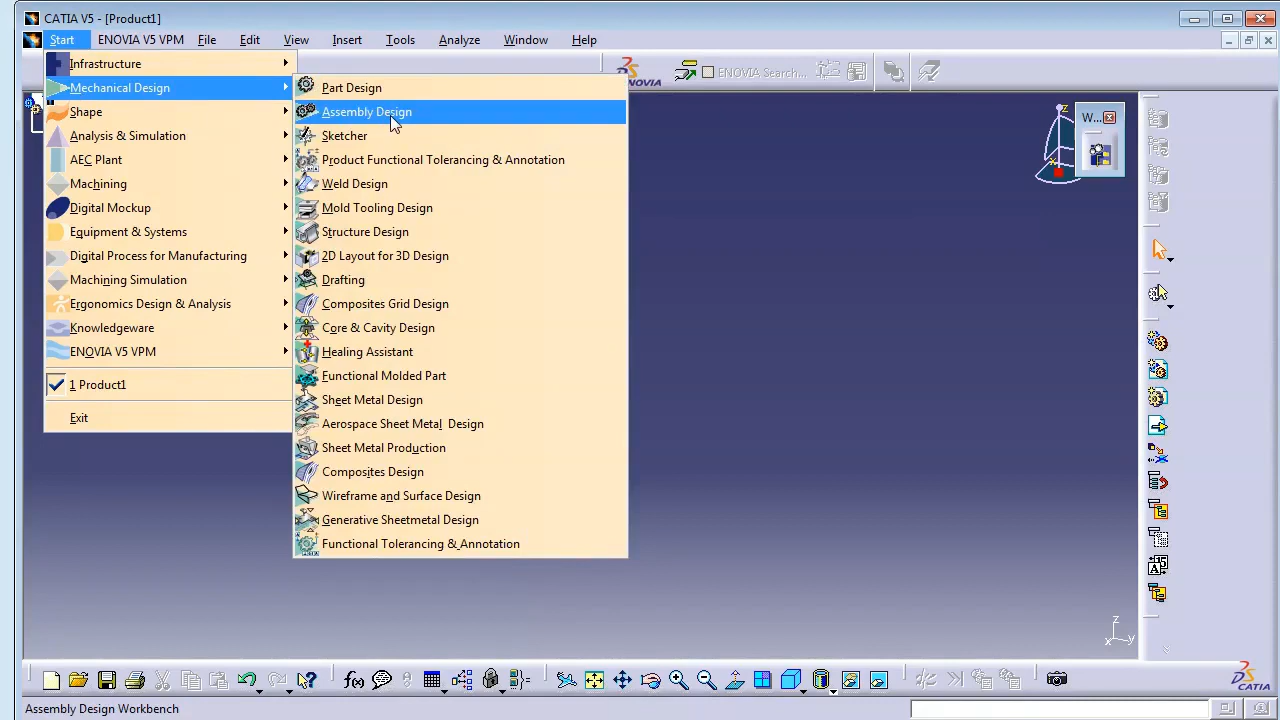 CATIA V5 - [Product1]
Start ENOVIA V5 VPM File Edit View Insert Tools Analyze Window Help
Infrastructure
Mechanical Design
Shape
Analysis & Simulation
AEC Plant
Machining
Digital Mockup
Equipment & Systems
Digital Process for Manufacturing
Machining Simulation
Ergonomics Design & Analysis
Knowledgeware
ENOVIA V5 VPM
1 Product1
Exit
Part Design
Assembly Design
Sketcher
Product Functional Tolerancing & Annotation
Weld Design
Mold Tooling Design
Structure Design
2D Layout for 3D Design
Drafting
Composites Grid Design
Core & Cavity Design
Healing Assistant
Functional Molded Part
Sheet Metal Design
Aerospace Sheet Metal Design
Sheet Metal Production
Composites Design
Wireframe and Surface Design
Generative Sheetmetal Design
Functional Tolerancing & Annotation
ENOVIA
ENOVIA Search...
W...
z
x
z
x y
f(x)
CATIA
Assembly Design Workbench